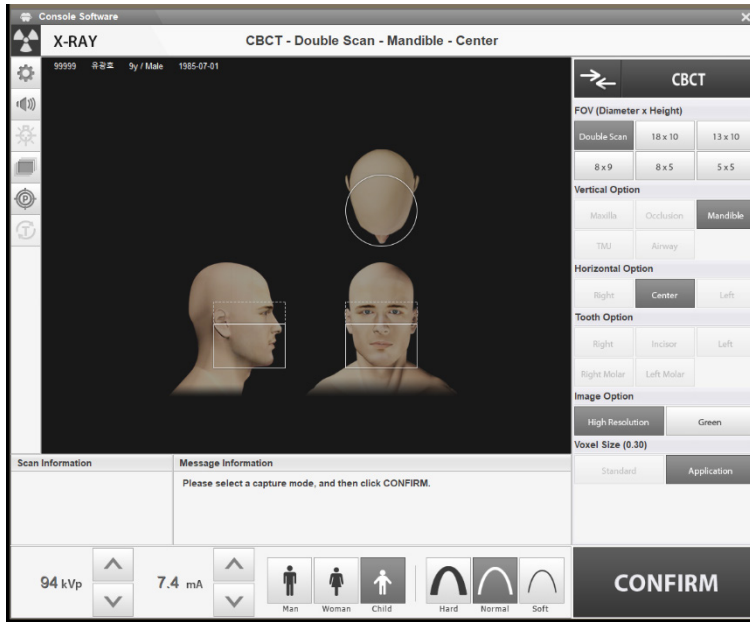 Console Software
X-RAY
CBCT - Double Scan - Mandible - Center
99999 유광호 9y / Male 1985-07-01
CBCT
FOV (Diameter x Height)
Double Scan 18 x 10 13 x 10
8 x 9 8 x 5 5 x 5
Vertical Option
Maxilla Occlusion Mandible
TMJ Airway
Horizontal Option
Right Center Left
Tooth Option
Right Incisor Left
Right Molar Left Molar
Image Option
High Resolution Green
Voxel Size (0.30)
Standard Application
Scan Information
Message Information
Please select a capture mode, and then click CONFIRM.
94 kVp
7.4 mA
Man Woman Child
Hard Normal Soft
CONFIRM